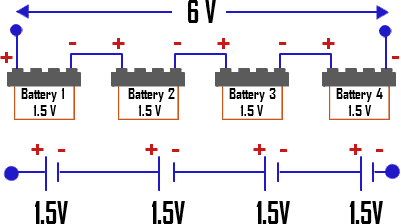 6 V
+ - + - + - + -
Battery 1 Battery 2 Battery 3 Battery 4
1.5 V 1.5 V 1.5 V 1.5 V
+ - + - + - + -
1.5V 1.5V 1.5V 1.5V